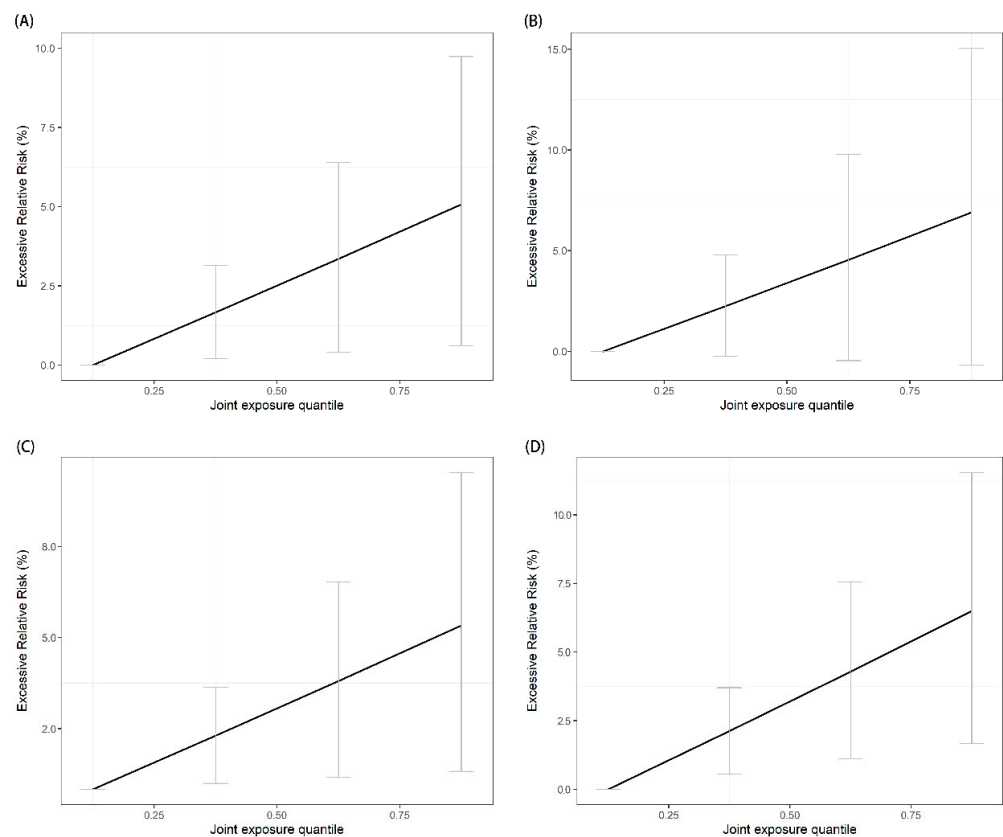 (A)
Excessive Relative Risk (%)
10.0
7.5
5.0
2.5
0.0
0.25 0.50 0.75
Joint exposure quantile
(B)
Excessive Relative Risk (%)
15.0
10.0
5.0
0.0
0.25 0.50 0.75
Joint exposure quantile
(C)
Excessive Relative Risk (%)
8.0
5.0
2.0
0.25 0.50 0.75
Joint exposure quantile
(D)
Excessive Relative Risk (%)
10.0
7.5
5.0
2.5
0.0
0.25 0.50 0.75
Joint exposure quantile